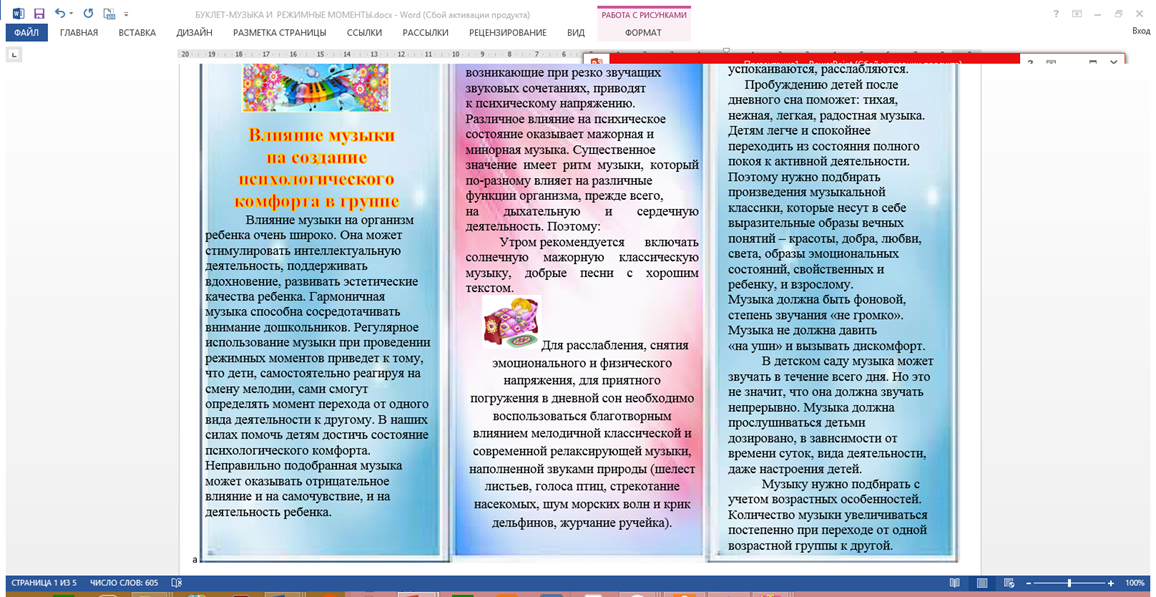 БУКЛЕТ-МУЗЫКА И РЕЖИМНЫЕ МОМЕНТЫ.docx - Word (Сбой активации продукта)
РАБОТА С РИСУНКАМИ
Вход
ФАЙЛ ГЛАВНАЯ ВСТАВКА ДИЗАЙН РАЗМЕТКА СТРАНИЦЫ ССЫЛКИ РАССЫЛКИ РЕЦЕНЗИРОВАНИЕ ВИД ФОРМАТ
20 19 18 17 16 15 14 13 12 11 10 9 8 7 6
Влияние музыки
на создание
психологического
комфорта в группе
Влияние музыки на организм
ребенка очень широко. Она может
стимулировать интеллектуальную
деятельность, поддерживать
вдохновение, развивать эстетические
качества ребенка. Гармоничная
музыка способна сосредотачивать
внимание дошкольников. Регулярное
использование музыки при проведении
режимных моментов приведет к тому,
что дети, самостоятельно реагируя на
смену мелодии, сами смогут
определять момент перехода от одного
вида деятельности к другому. В наших
силах помочь детям достичь состояние
психологического комфорта.
Неправильно подобранная музыка
может оказывать отрицательное
влияние и на самочувствие, и на
деятельность ребенка.
а
возникающие при резко звучащих
звуковых сочетаниях, приводят
к психическому напряжению.
Различное влияние на психическое
состояние оказывает мажорная и
минорная музыка. Существенное
значение имеет ритм музыки, который
по-разному влияет на различные
функции организма, прежде всего,
на дыхательную и сердечную
деятельность. Поэтому:
Утром рекомендуется включать
солнечную мажорную классическую
музыку, добрые песни с хорошим
текстом.
Для расслабления, снятия
эмоционального и физического
напряжения, для приятного
погружения в дневной сон необходимо
воспользоваться благотворным
влиянием мелодичной классической и
современной релаксирующей музыки,
наполненной звуками природы (шелест
листьев, голоса птиц, стрекотание
насекомых, шум морских волн и крик
дельфинов, журчание ручейка).
успокаиваются, расслабляются.
Пробуждению детей после
дневного сна поможет: тихая,
нежная, легкая, радостная музыка.
Детям легче и спокойнее
переходить из состояния полного
покоя к активной деятельности.
Поэтому нужно подбирать
произведения музыкальной
классики, которые несут в себе
выразительные образы вечных
понятий – красоты, добра, любви,
света, образы эмоциональных
состояний, свойственных и
ребенку, и взрослому.
Музыка должна быть фоновой,
степень звучания «не громко».
Музыка не должна давить
«на уши» и вызывать дискомфорт.
В детском саду музыка может
звучать в течение всего дня. Но это
не значит, что она должна звучать
непрерывно. Музыка должна
прослушиваться детьми
дозировано, в зависимости от
времени суток, вида деятельности,
даже настроения детей.
Музыку нужно подбирать с
учетом возрастных особенностей.
Количество музыки увеличиваться
постепенно при переходе от одной
возрастной группы к другой.
СТРАНИЦА 1 ИЗ 5 ЧИСЛО СЛОВ: 605 100%